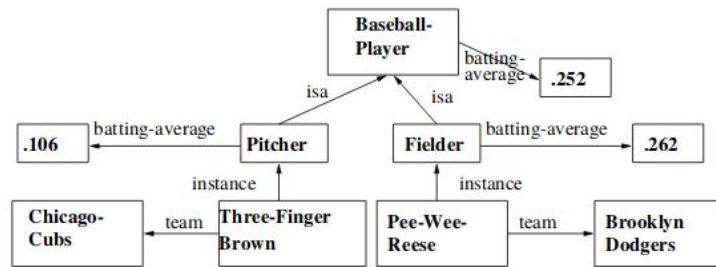 Baseball-
Player
batting-
average
.252
isa
isa
.106
batting-average
Pitcher
Fielder
batting-average
.262
instance
instance
Chicago-
Cubs
team
Three-Finger
Brown
Pee-Wee-
Reese
team
Brooklyn
Dodgers